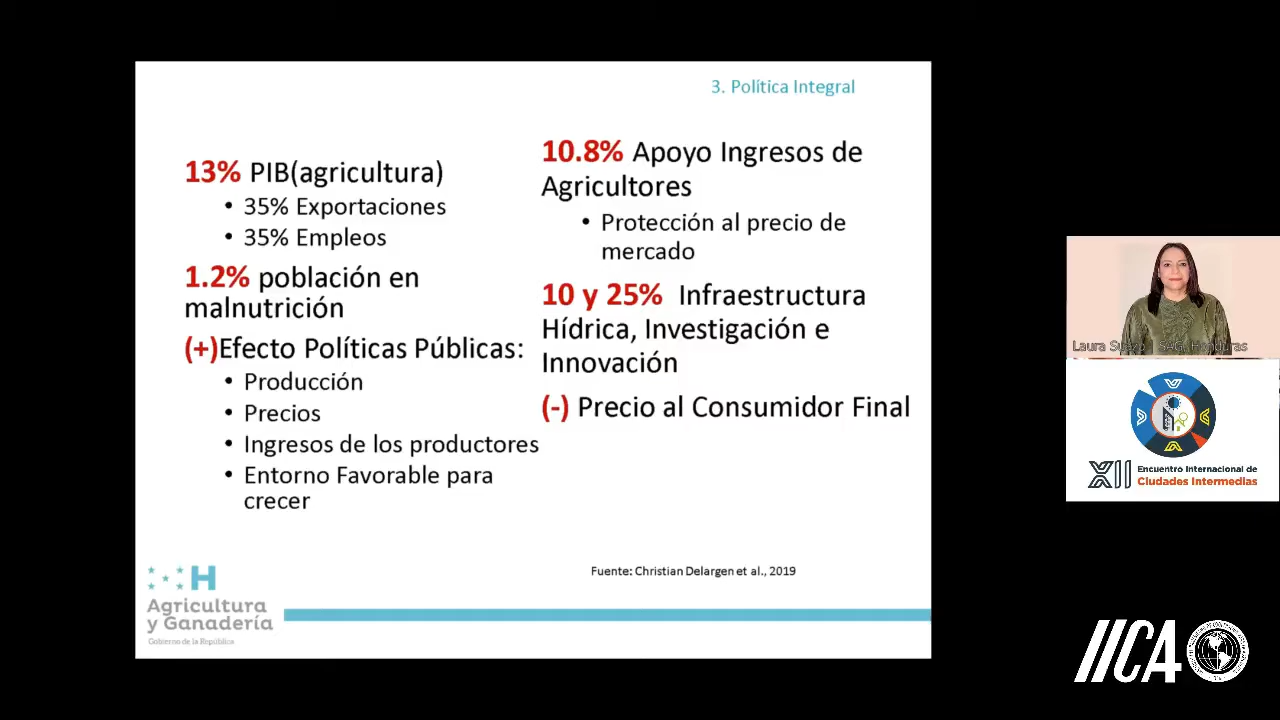 3. Política Integral
13% PIB(agricultura)
• 35% Exportaciones
• 35% Empleos
1.2% población en
malnutrición
(+)Efecto Políticas Públicas:
• Producción
• Precios
• Ingresos de los productores
• Entorno Favorable para
crecer
10.8% Apoyo Ingresos de
Agricultores
• Protección al precio de
mercado
10 y 25% Infraestructura
Hídrica, Investigación e
Innovación
(-) Precio al Consumidor Final
Fuente: Christian Delargen et al., 2019
H
Agricultura
y Ganadería
Gobierno de la República
Laura Suazo SAG Honduras
XII Encuentro Internacional de
Ciudades Intermedias
IICA